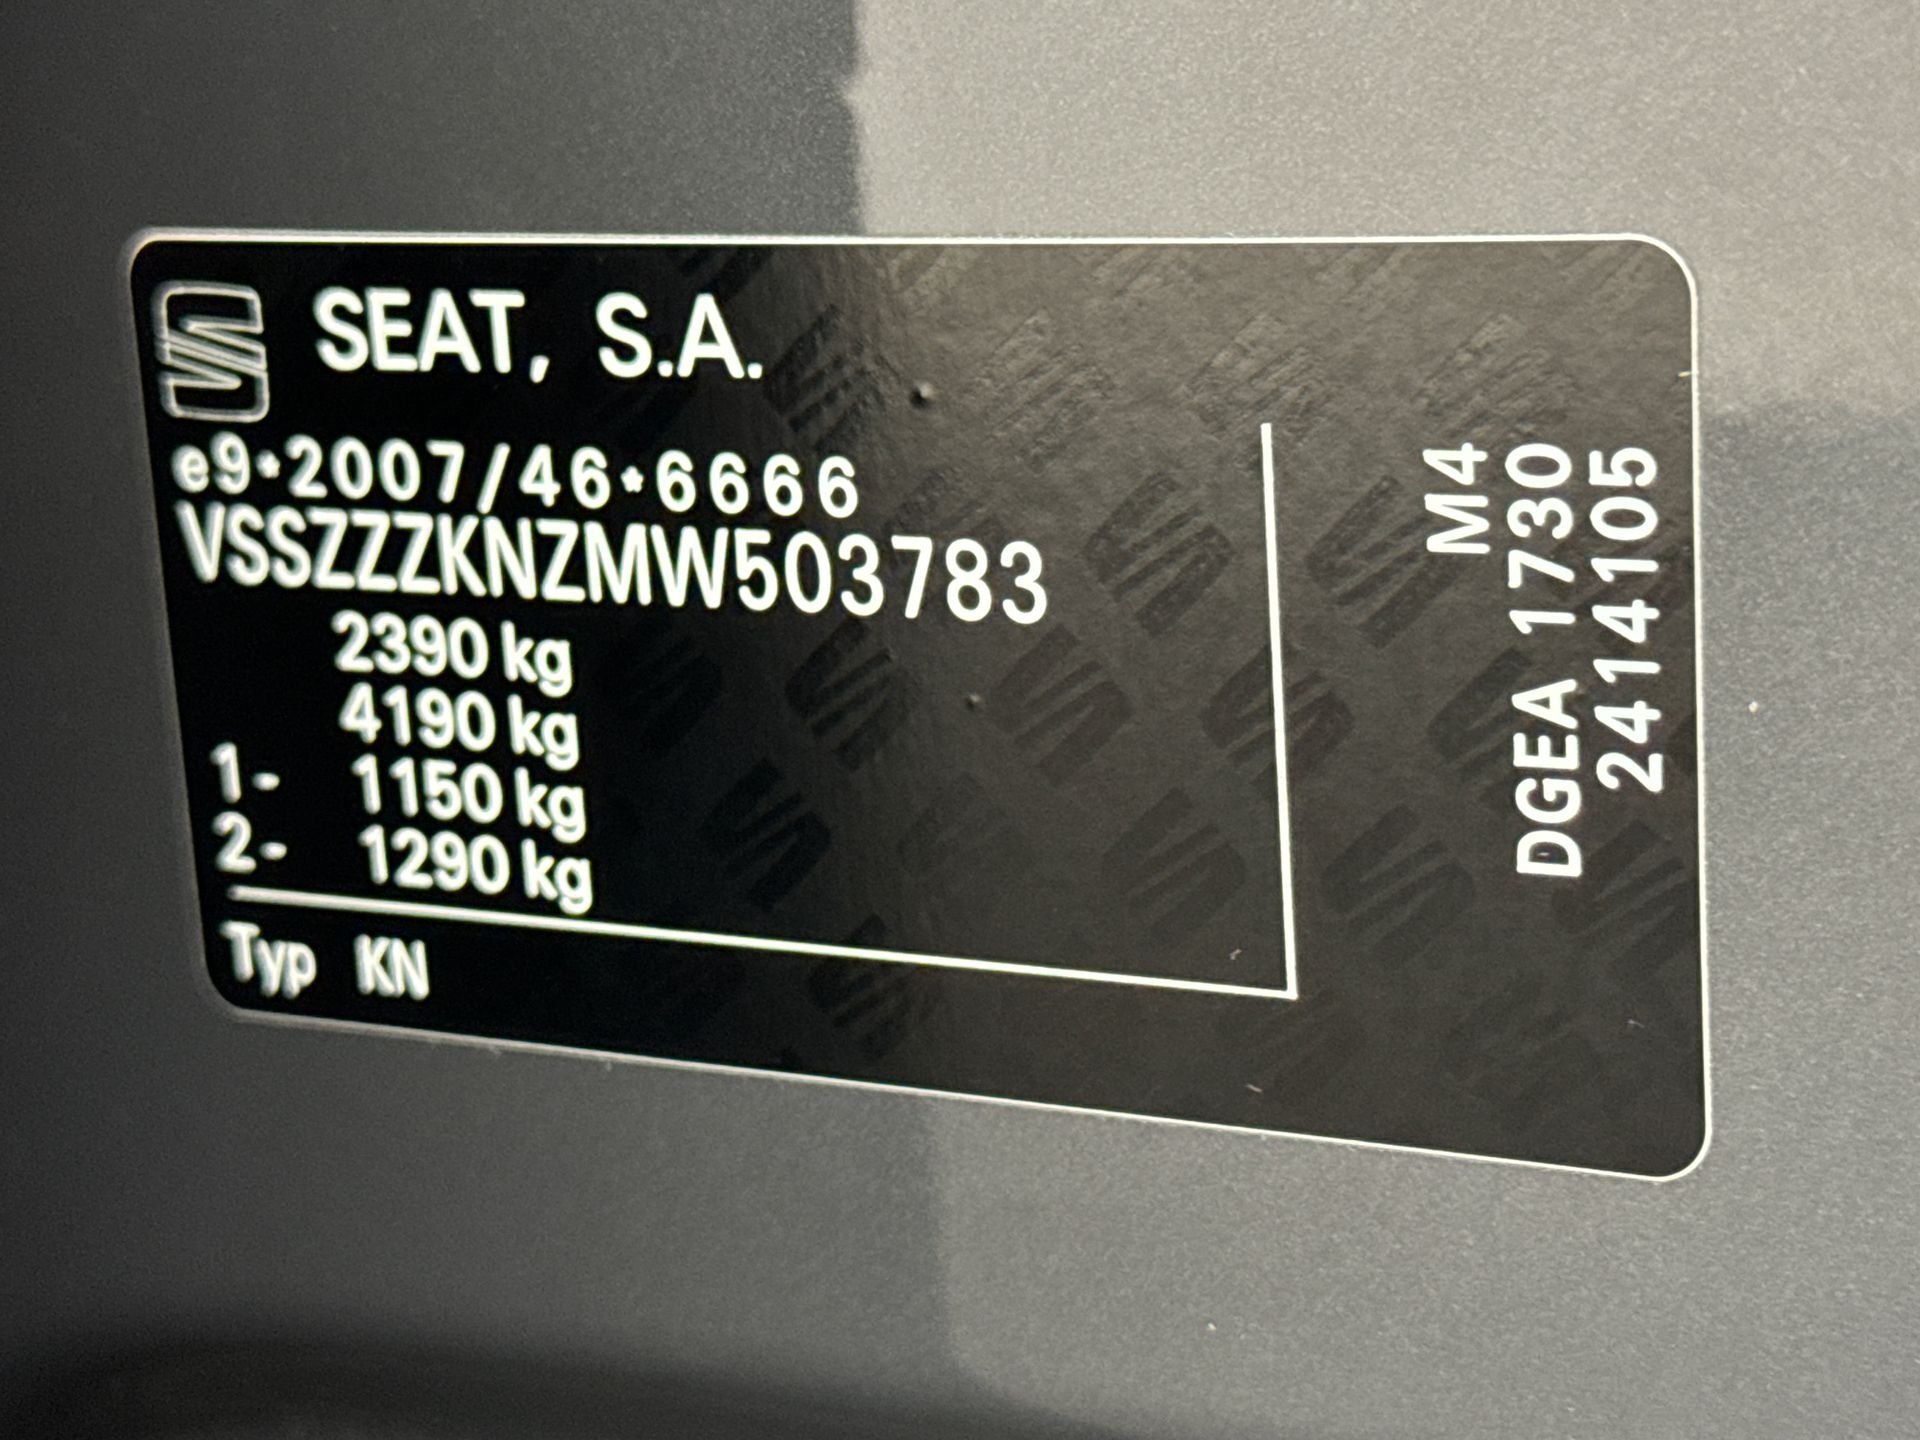 SEAT, S.A.
e9*2007/46*6666
VSSZZZKNZMW503783
2390 kg
4190 kg
1- 1150 kg
2- 1290 kg
Typ KN
M4
DGEA 1730
2414105